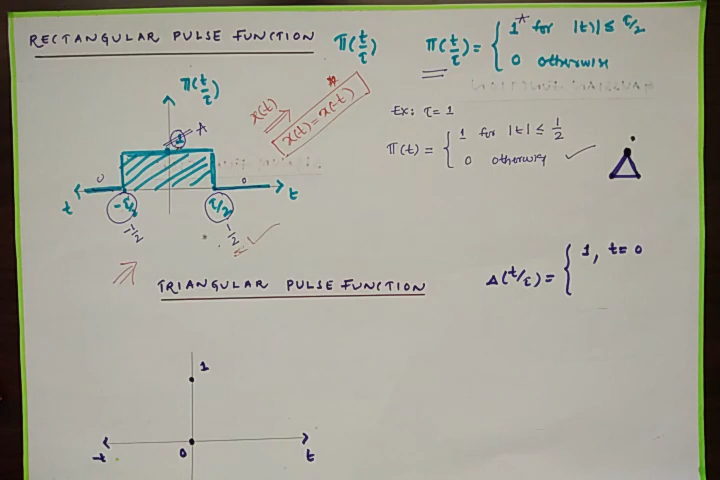 RECTANGULAR PULSE FUNCTION π(t/τ)
π(t/τ) = { 1 A for |t| ≤ τ/2
0 otherwise
π(t/τ)
1 A
0
0
t
t
-τ/2
τ/2
-1/2
1/2
x(t)
x(t) = x(-t)
Ex: τ = 1
π(t) = { 1 for |t| ≤ 1/2
0 otherwise
TRIANGULAR PULSE FUNCTION
Δ(t/τ) = { 1, t = 0
1
-t
0
t